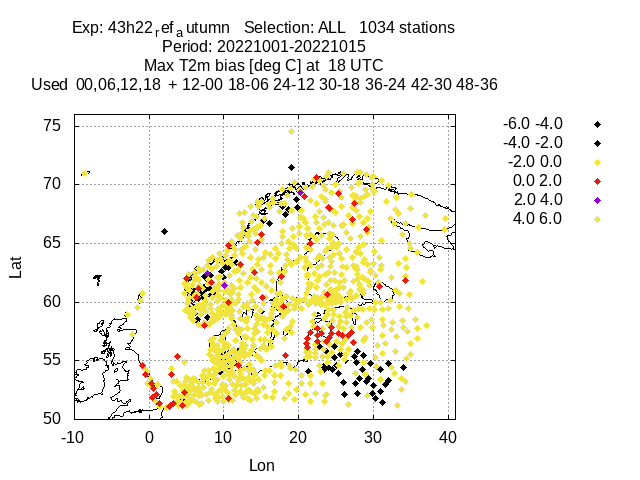 Exp: 43h22ref autumn   Selection: ALL   1034 stations
Period: 20221001-20221015
Max T2m bias [deg C] at  18 UTC
Used  00,06,12,18  + 12-00 18-06 24-12 30-18 36-24 42-30 48-36
-6.0 -4.0
-4.0 -2.0
-2.0 0.0
0.0 2.0
2.0 4.0
4.0 6.0
75
70
65
60
55
50
Lat
-10 0 10 20 30 40
Lon